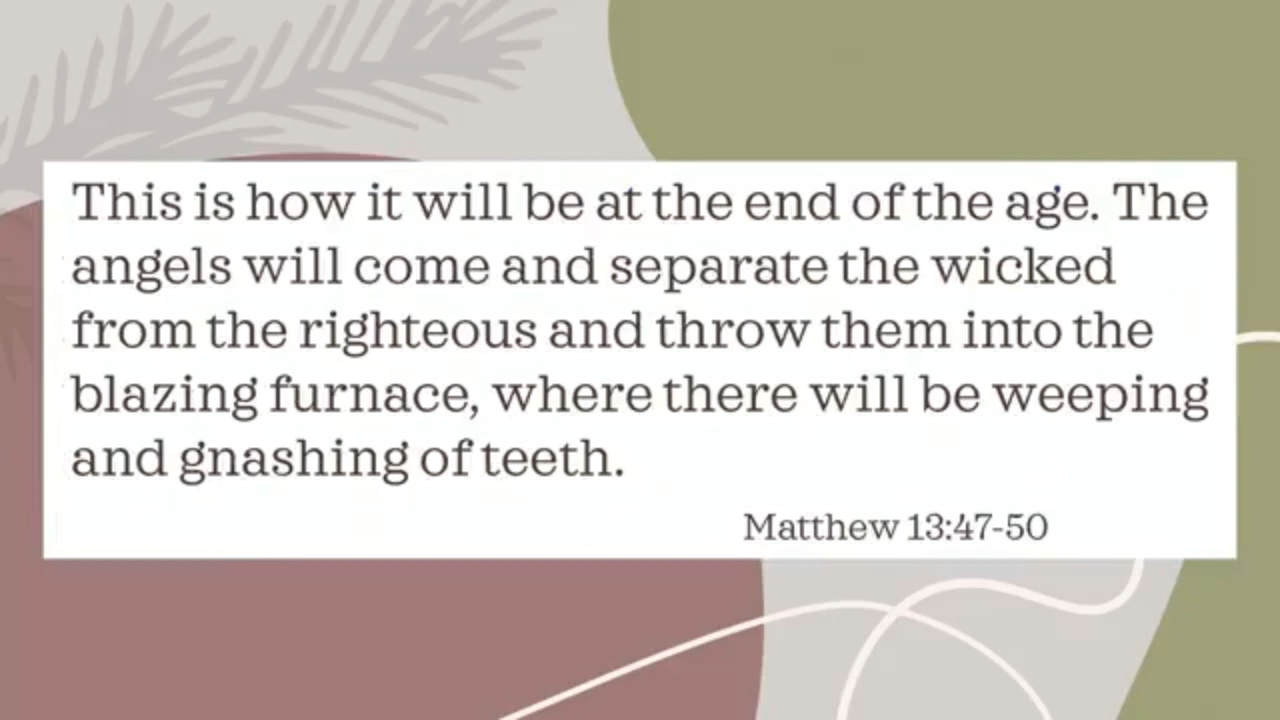 This is how it will be at the end of the age. The
angels will come and separate the wicked
from the righteous and throw them into the
blazing furnace, where there will be weeping
and gnashing of teeth.
Matthew 13:47-50